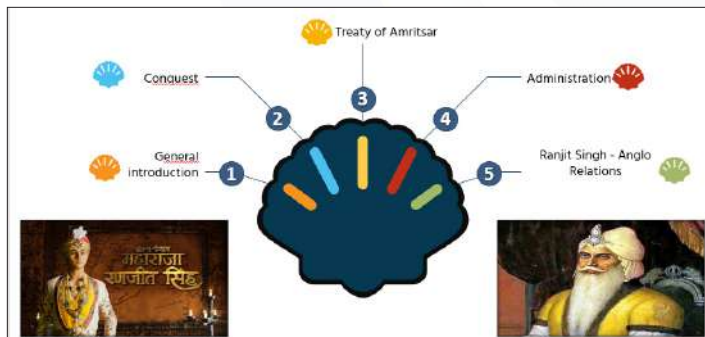 Treaty of Amritsar
Conquest
Administration
3
2
4
General
introduction
1
5
Ranjit Singh - Anglo
Relations
महाराजा
रणजीत सिंह